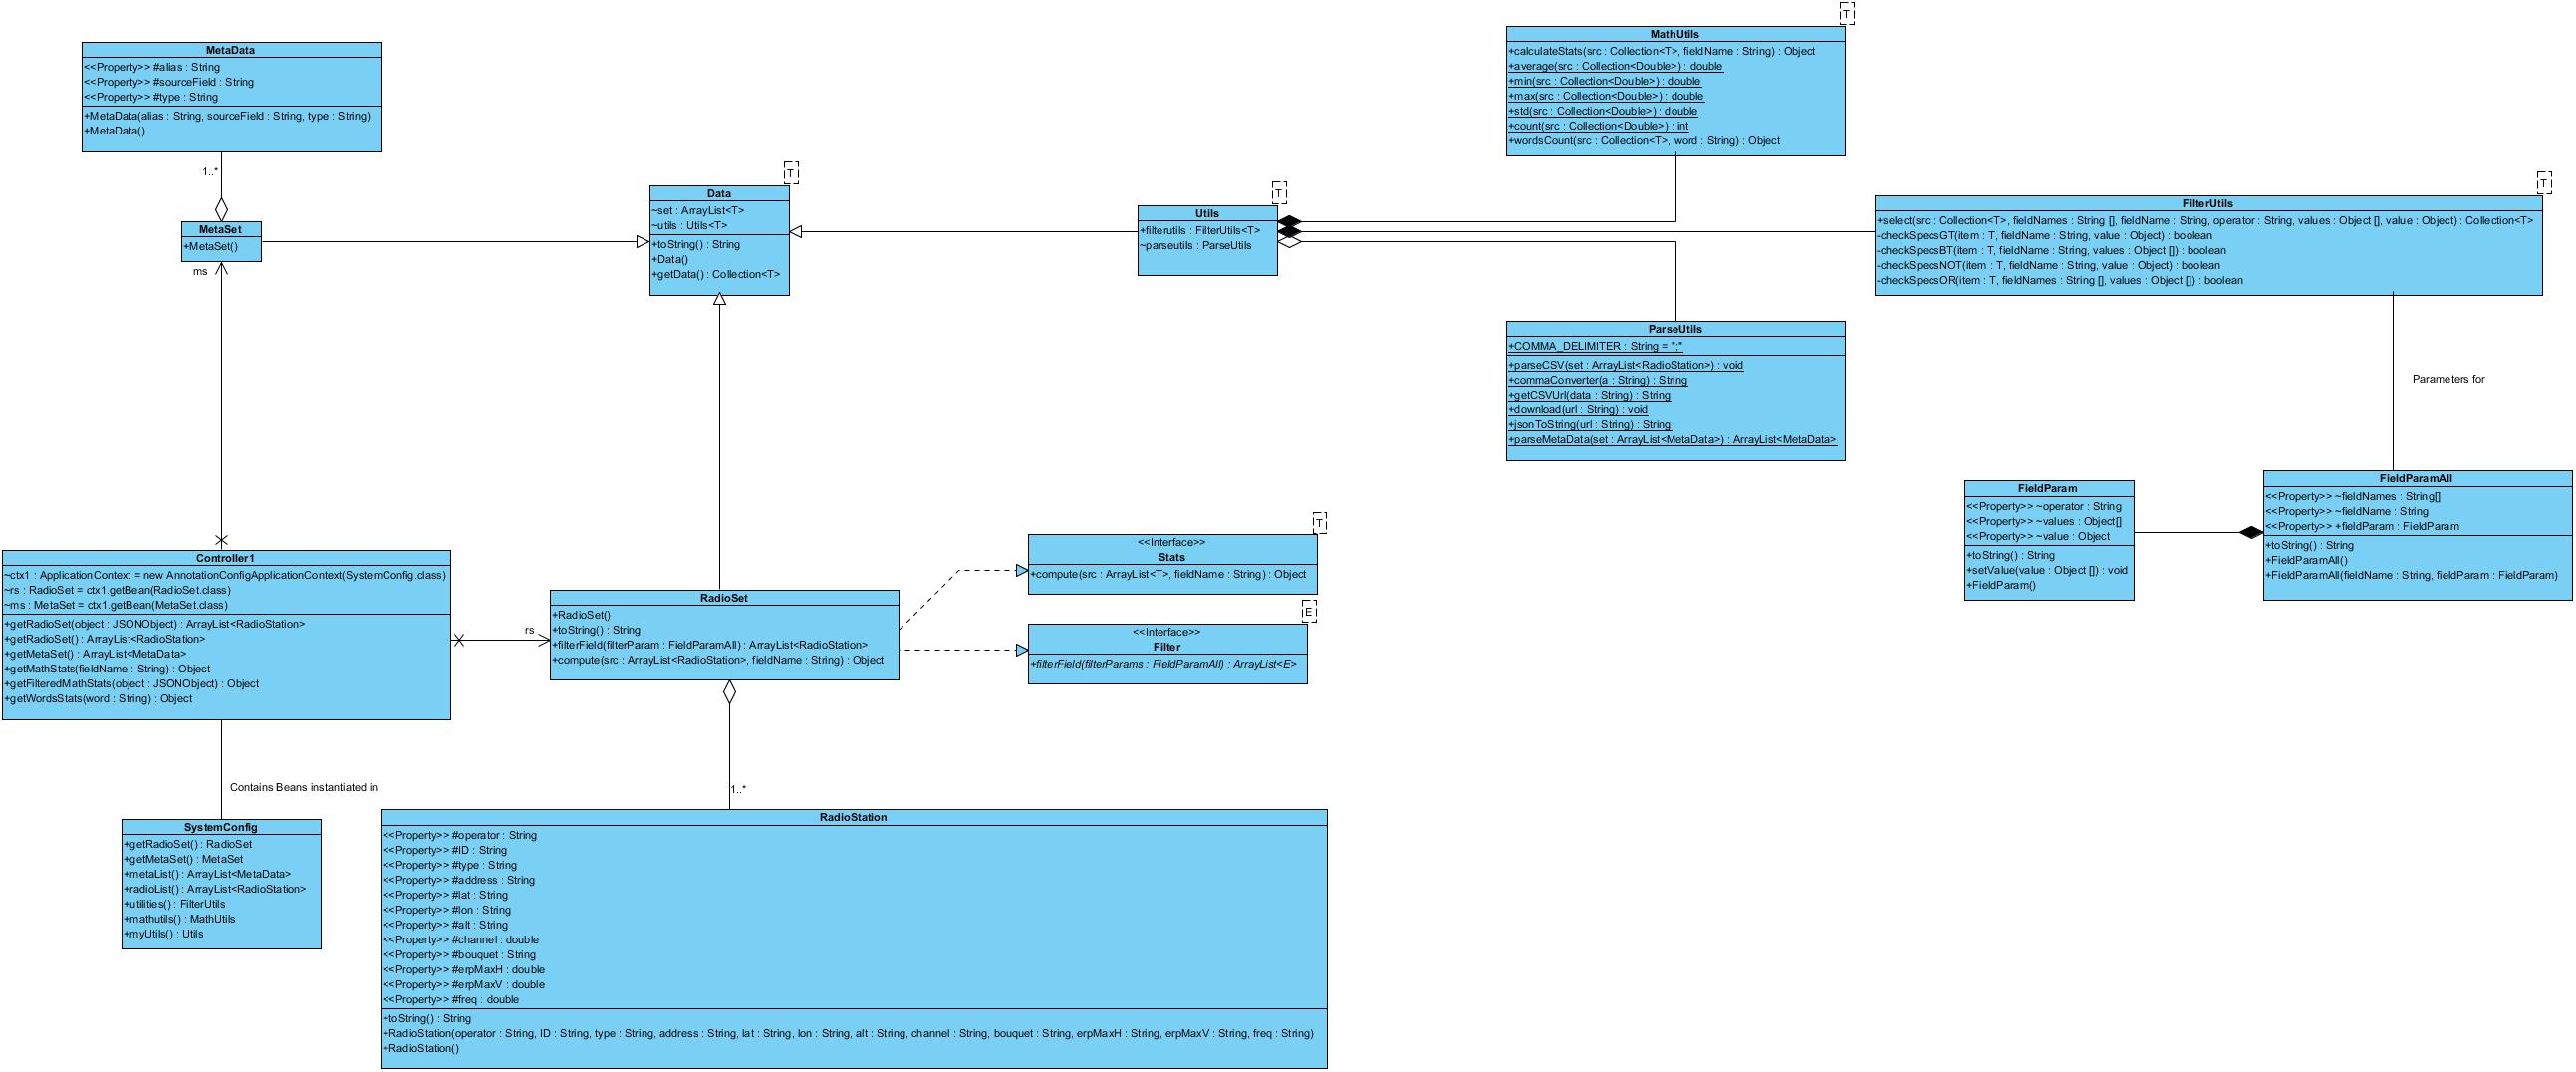 MetaData
<<Property>> #alias : String
<<Property>> #sourceField : String
<<Property>> #type : String
+MetaData(alias : String, sourceField : String, type : String)
+MetaData()
1..*
MetaSet
+MetaSet()
ms
T
Data
~set : ArrayList<T>
~utils : Utils<T>
+toString() : String
+Data()
+getData() : Collection<T>
T
Utils
+filterutils : FilterUtils<T>
~parseutils : ParseUtils
T
MathUtils
+calculateStats(src : Collection<T>, fieldName : String) : Object
+average(src : Collection<Double>) : double
+min(src : Collection<Double>) : double
+max(src : Collection<Double>) : double
+std(src : Collection<Double>) : double
+count(src : Collection<Double>) : int
+wordsCount(src : Collection<T>, word : String) : Object
T
FilterUtils
+select(src : Collection<T>, fieldNames : String [], fieldName : String, operator : String, values : Object [], value : Object) : Collection<T>
-checkSpecsGT(item : T, fieldName : String, value : Object) : boolean
-checkSpecsBT(item : T, fieldName : String, values : Object []) : boolean
-checkSpecsNOT(item : T, fieldName : String, value : Object) : boolean
-checkSpecsOR(item : T, fieldNames : String [], values : Object []) : boolean
ParseUtils
+COMMA_DELIMITER : String = ";"
+parseCSV(set : ArrayList<RadioStation>) : void
+commaConverter(a : String) : String
+getCSVUrl(data : String) : String
+download(url : String) : void
+jsonToString(url : String) : String
+parseMetaData(set : ArrayList<MetaData>) : ArrayList<MetaData>
Parameters for
FieldParam
<<Property>> ~operator : String
<<Property>> ~values : Object[]
<<Property>> ~value : Object
+toString() : String
+setValue(value : Object []) : void
+FieldParam()
FieldParamAll
<<Property>> ~fieldNames : String[]
<<Property>> ~fieldName : String
<<Property>> +fieldParam : FieldParam
+toString() : String
+FieldParamAll()
+FieldParamAll(fieldName : String, fieldParam : FieldParam)
Controller1
~ctx1 : ApplicationContext = new AnnotationConfigApplicationContext(SystemConfig.class)
~rs : RadioSet = ctx1.getBean(RadioSet.class)
~ms : MetaSet = ctx1.getBean(MetaSet.class)
+getRadioSet(object : JSONObject) : ArrayList<RadioStation>
+getRadioSet() : ArrayList<RadioStation>
+getMetaSet() : ArrayList<MetaData>
+getMathStats(fieldName : String) : Object
+getFilteredMathStats(object : JSONObject) : Object
+getWordsStats(word : String) : Object
rs
RadioSet
+RadioSet()
+toString() : String
+filterField(filterParam : FieldParamAll) : ArrayList<RadioStation>
+compute(src : ArrayList<RadioStation>, fieldName : String) : Object
T
<<Interface>>
Stats
+compute(src : ArrayList<T>, fieldName : String) : Object
E
<<Interface>>
Filter
+filterField(filterParams : FieldParamAll) : ArrayList<E>
Contains Beans instantiated in
1..*
SystemConfig
+getRadioSet() : RadioSet
+getMetaSet() : MetaSet
+metaList() : ArrayList<MetaData>
+radioList() : ArrayList<RadioStation>
+utilities() : FilterUtils
+mathutils() : MathUtils
+myUtils() : Utils
RadioStation
<<Property>> #operator : String
<<Property>> #ID : String
<<Property>> #type : String
<<Property>> #address : String
<<Property>> #lat : String
<<Property>> #lon : String
<<Property>> #alt : String
<<Property>> #channel : double
<<Property>> #bouquet : String
<<Property>> #erpMaxH : double
<<Property>> #erpMaxV : double
<<Property>> #freq : double
+toString() : String
+RadioStation(operator : String, ID : String, type : String, address : String, lat : String, lon : String, alt : String, channel : String, bouquet : String, erpMaxH : String, erpMaxV : String, freq : String)
+RadioStation()